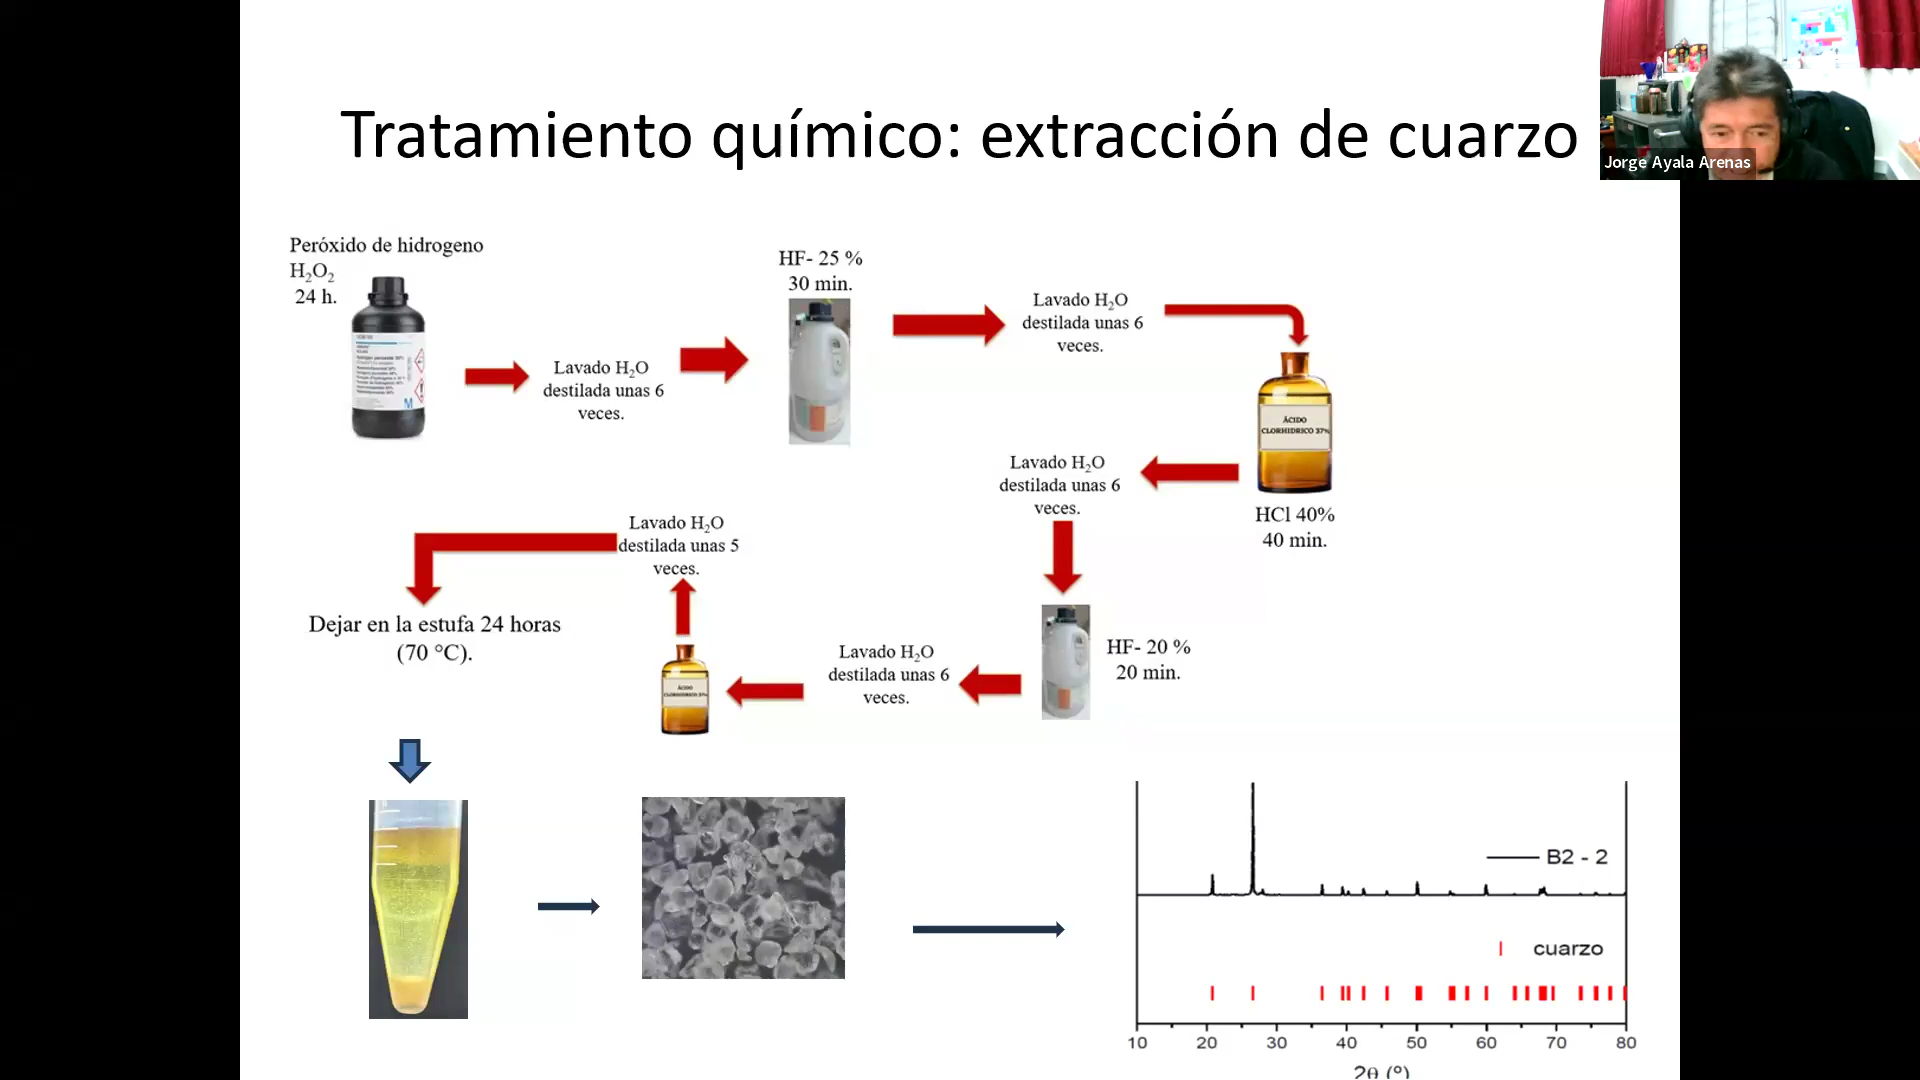 Tratamiento químico: extracción de cuarzo
Jorge Ayala Arenas
Peróxido de hidrogeno
H₂O₂
24 h.
Lavado H₂O
destilada unas 6
veces.
HF- 25 %
30 min.
Lavado H₂O
destilada unas 6
veces.
ÁCIDO
CLORHIDRICO 37%
HCl 40%
40 min.
Lavado H₂O
destilada unas 6
veces.
HF- 20 %
20 min.
Lavado H₂O
destilada unas 6
veces.
ÁCIDO
CLORHIDRICO 37%
Lavado H₂O
destilada unas 5
veces.
Dejar en la estufa 24 horas
(70 °C).
B2 - 2
cuarzo
10 20 30 40 50 60 70 80
2θ (°)